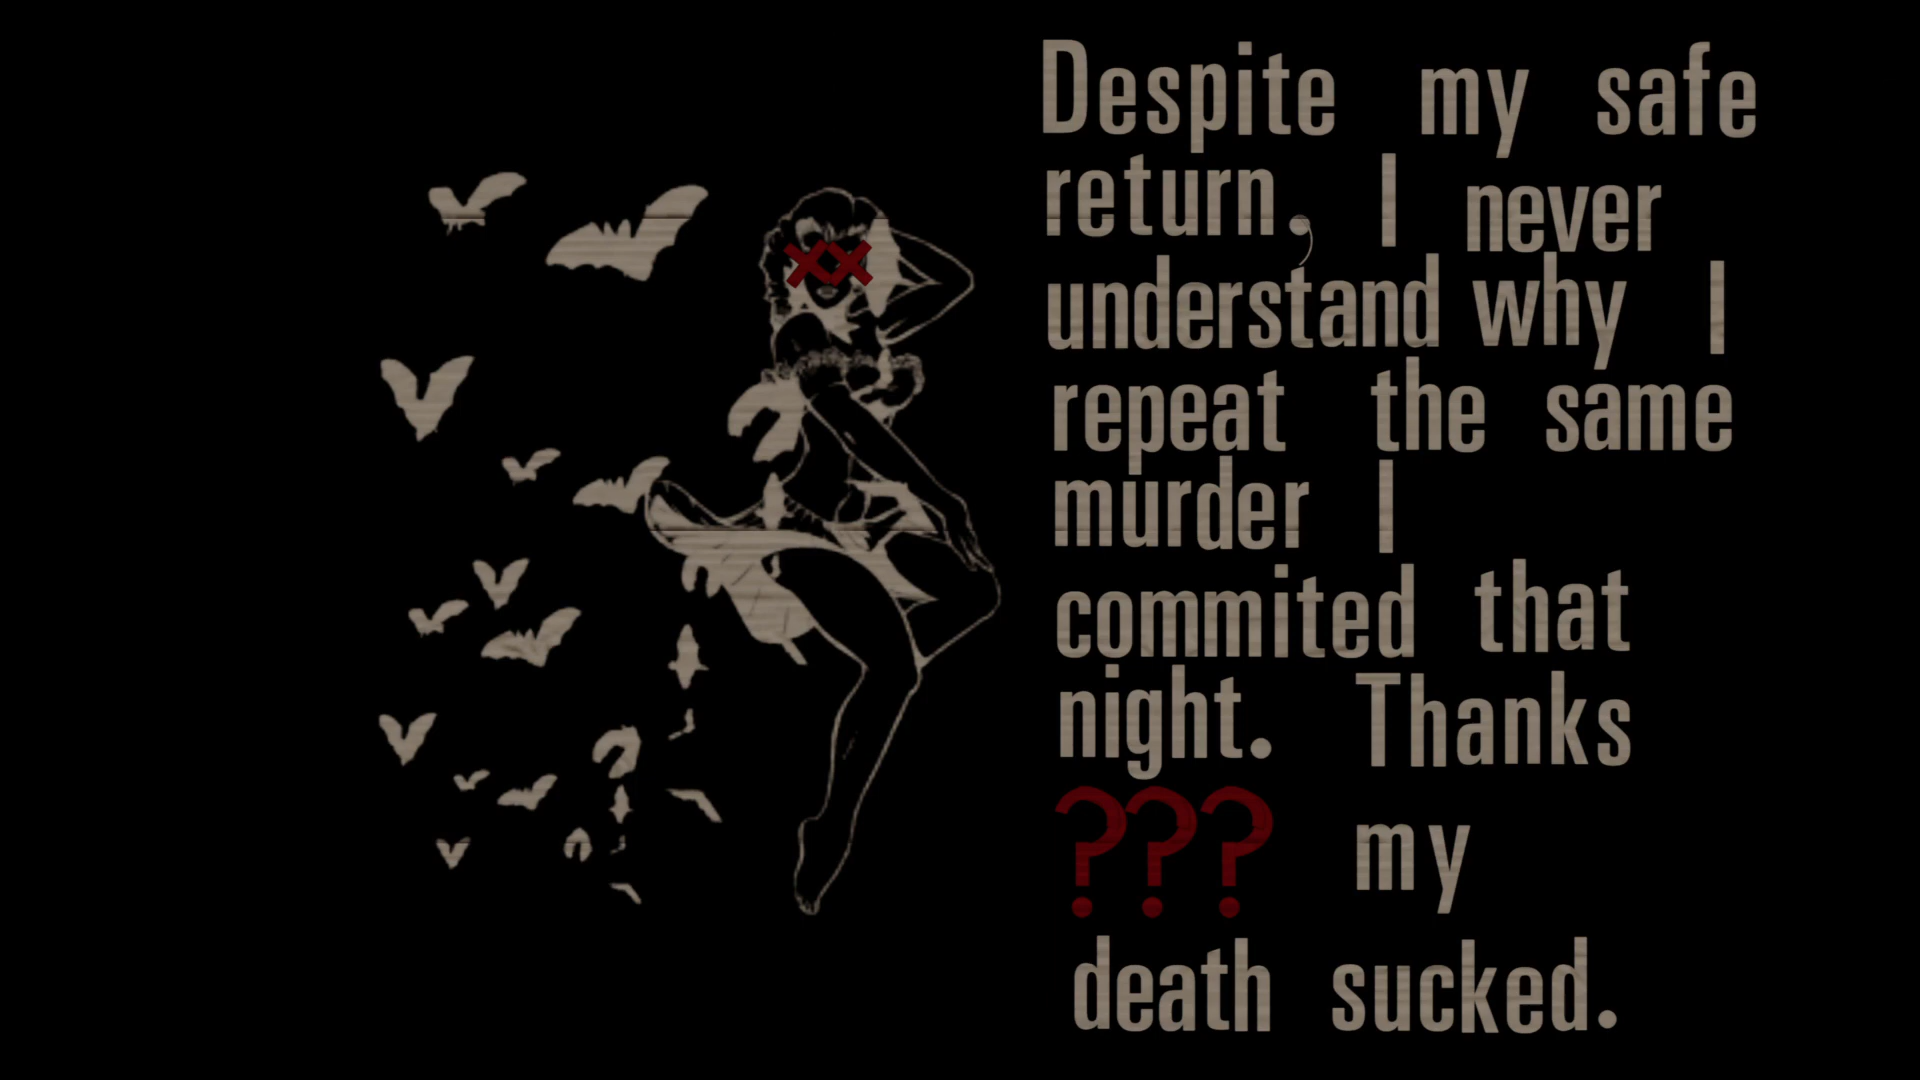 Despite my safe
return, I never
understand why I
repeat the same
murder I
commited that
night. Thanks
??? my
death sucked.